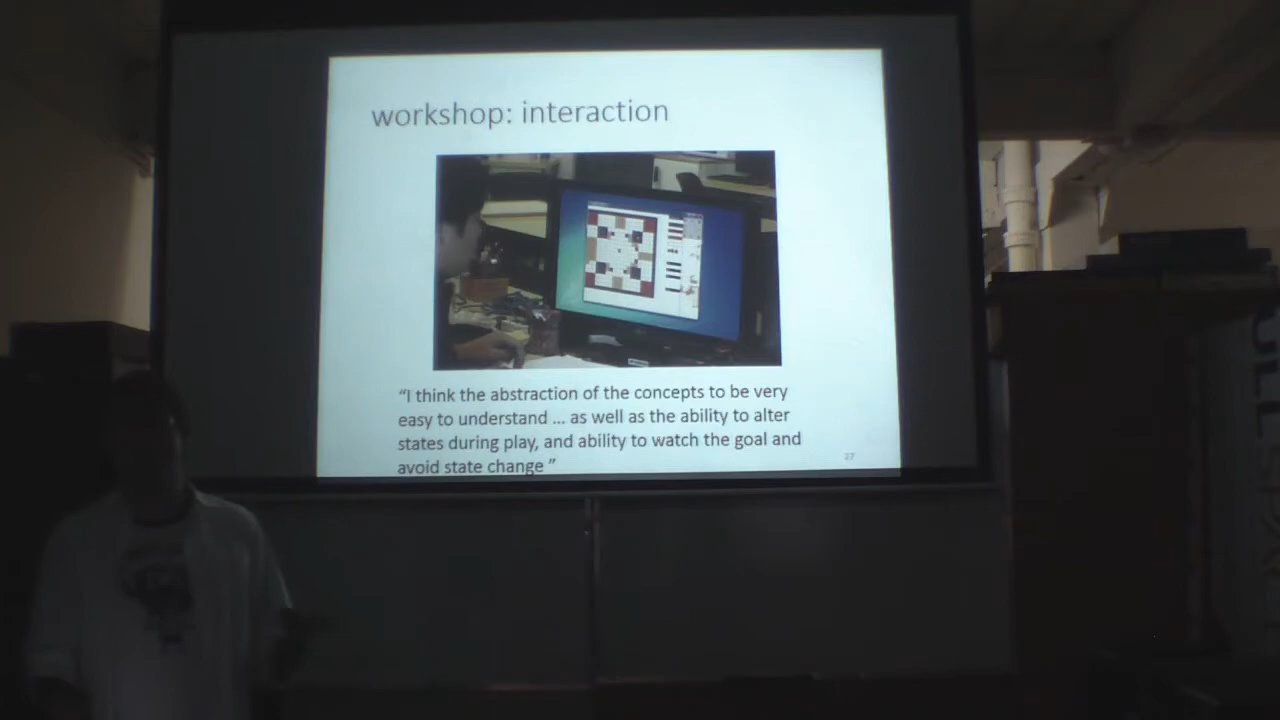 workshop: interaction
“I think the abstraction of the concepts to be very
easy to understand ... as well as the ability to alter
states during play, and ability to watch the goal and
avoid state change ”
37